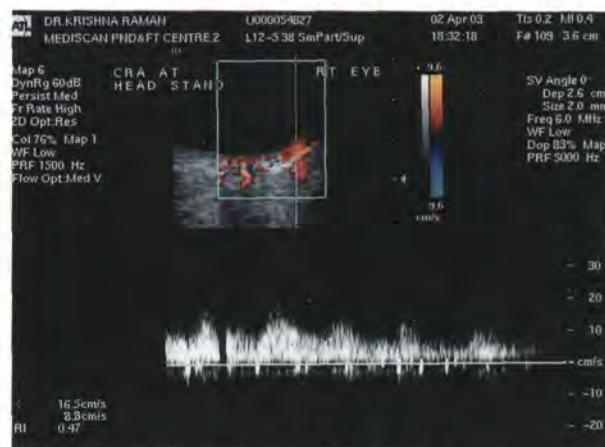 ATL
DR.KRISHNA RAMAN U000054827 02 Apr 03 TIs 0.2 MI 0.4
MEDISCAN PND&FT CENTRE.2 L12-5 38 SmPart/Sup 18:32:18 F# 109 3.6 cm
Map 6
DynRg 60dB
Persist Med
Fr Rate High
2D Opt:Res
Col 76% Map 1
WF Low
PRF 1500 Hz
Flow Opt:Med V
CRA AT RT EYE
HEAD STAND
9.6
9.6
cm/s
SV Angle 0°
Dep 2.6 cm
Size 2.0 mm
Freq 6.0 MHz
WF Low
Dop 83% Map
PRF 5000 Hz
- 30
- 20
- 10
- cm/s
- -10
- -20
16.5cm/s
8.8cm/s
RI 0.47